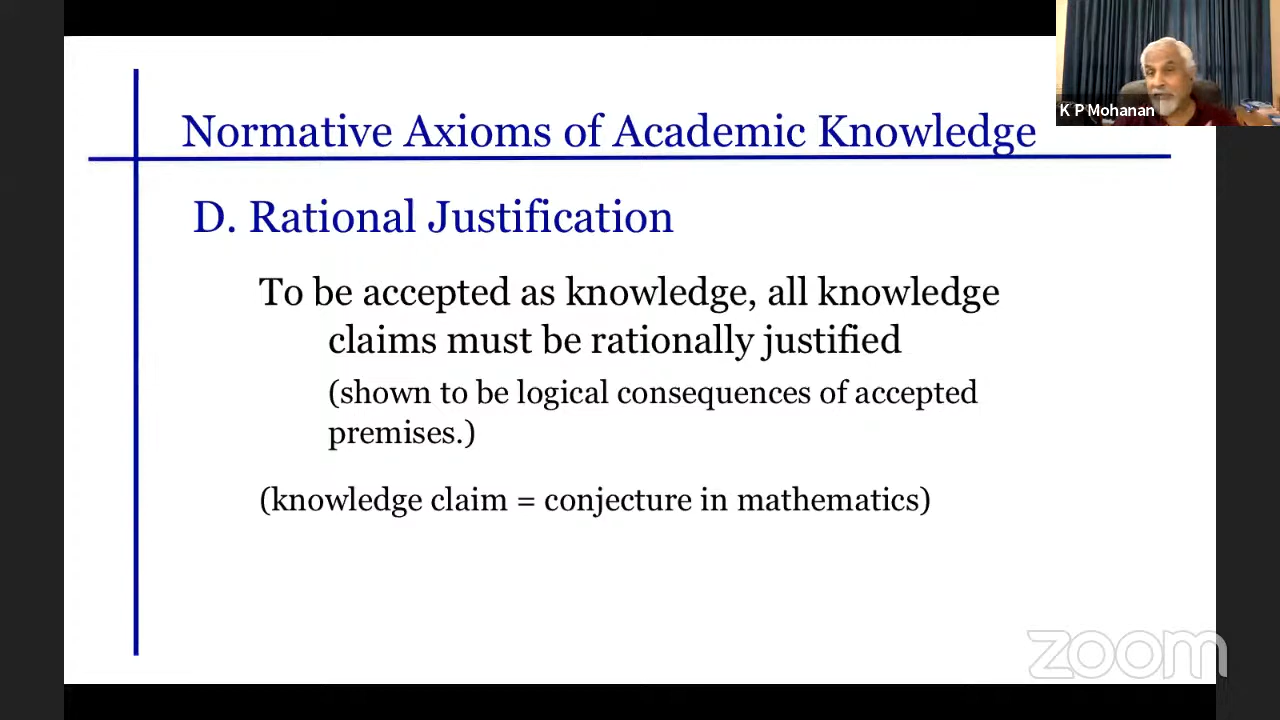 Normative Axioms of Academic Knowledge
K P Mohanan
D. Rational Justification
To be accepted as knowledge, all knowledge
claims must be rationally justified
(shown to be logical consequences of accepted
premises.)
(knowledge claim = conjecture in mathematics)
zoom